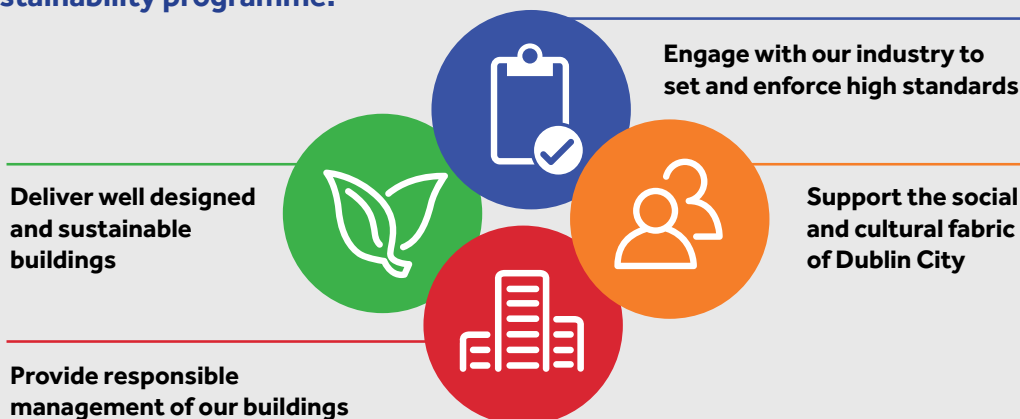 programme.
Engage with our industry to
set and enforce high standards
Deliver well designed
and sustainable
buildings
Support the social
and cultural fabric
of Dublin City
Provide responsible
management of our buildings